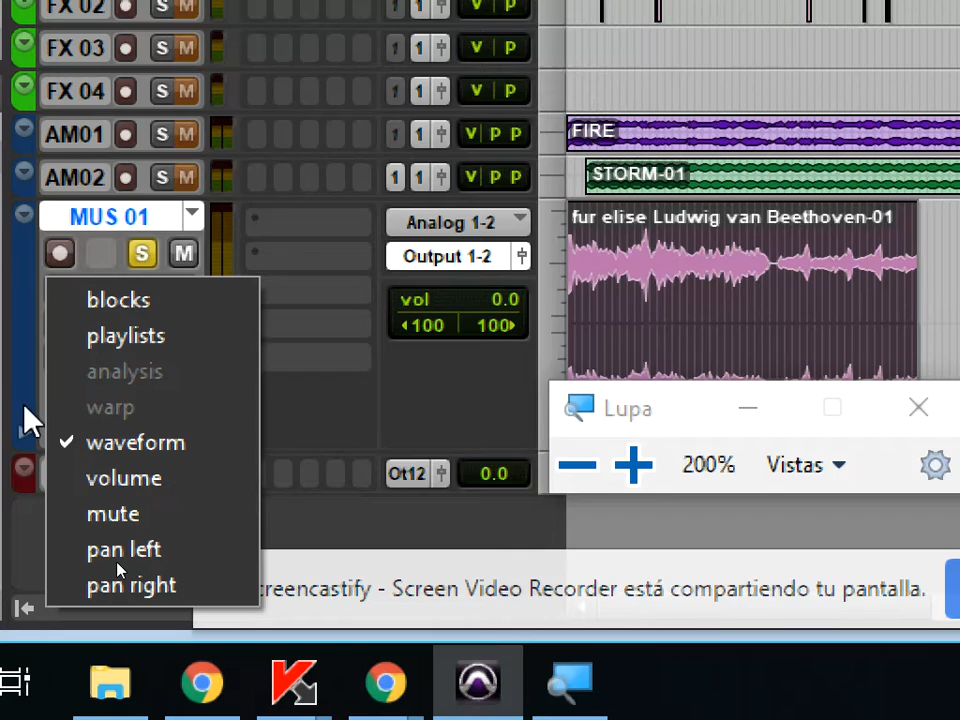 FX 02
V | P
FX 03 S M 1 1 V | P
FX 04 S M 1 1 V | P
AM01 S M 1 1 V | P P
FIRE
AM02 S M 1 1 V | P P
STORM-01
MUS 01
Analog 1-2
fur elise Ludwig van Beethoven-01
S M
Output 1-2
vol 0.0
100 100
blocks
playlists
analysis
warp
waveform
volume
mute
pan left
pan right
Ot12 0.0
Lupa
200% Vistas
creencastify - Screen Video Recorder está compartiendo tu pantalla.